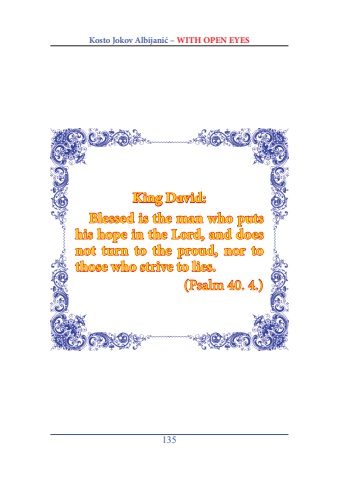 Kosto Jokov Albijanić – WITH OPEN EYES
King David:
Blessed is the man who puts
his hope in the Lord, and does
not turn to the proud, nor to
those who strive to lies.
(Psalm 40. 4.)
135